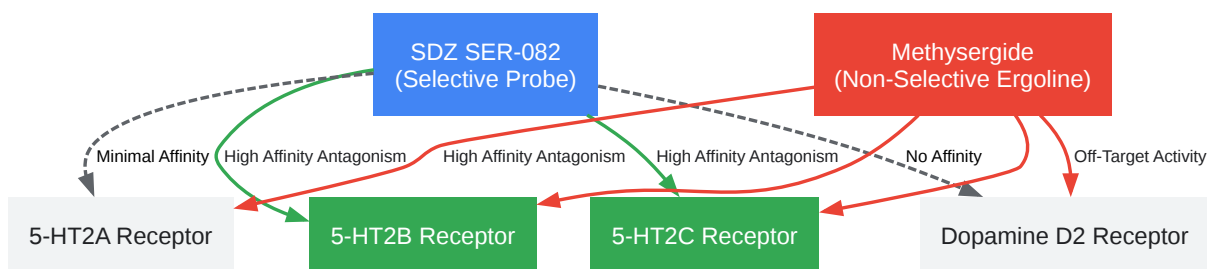 SDZ SER-082
(Selective Probe)
Methysergide
(Non-Selective Ergoline)
Minimal Affinity
High Affinity Antagonism
High Affinity Antagonism
High Affinity Antagonism
No Affinity
Off-Target Activity
5-HT2A Receptor
5-HT2B Receptor
5-HT2C Receptor
Dopamine D2 Receptor